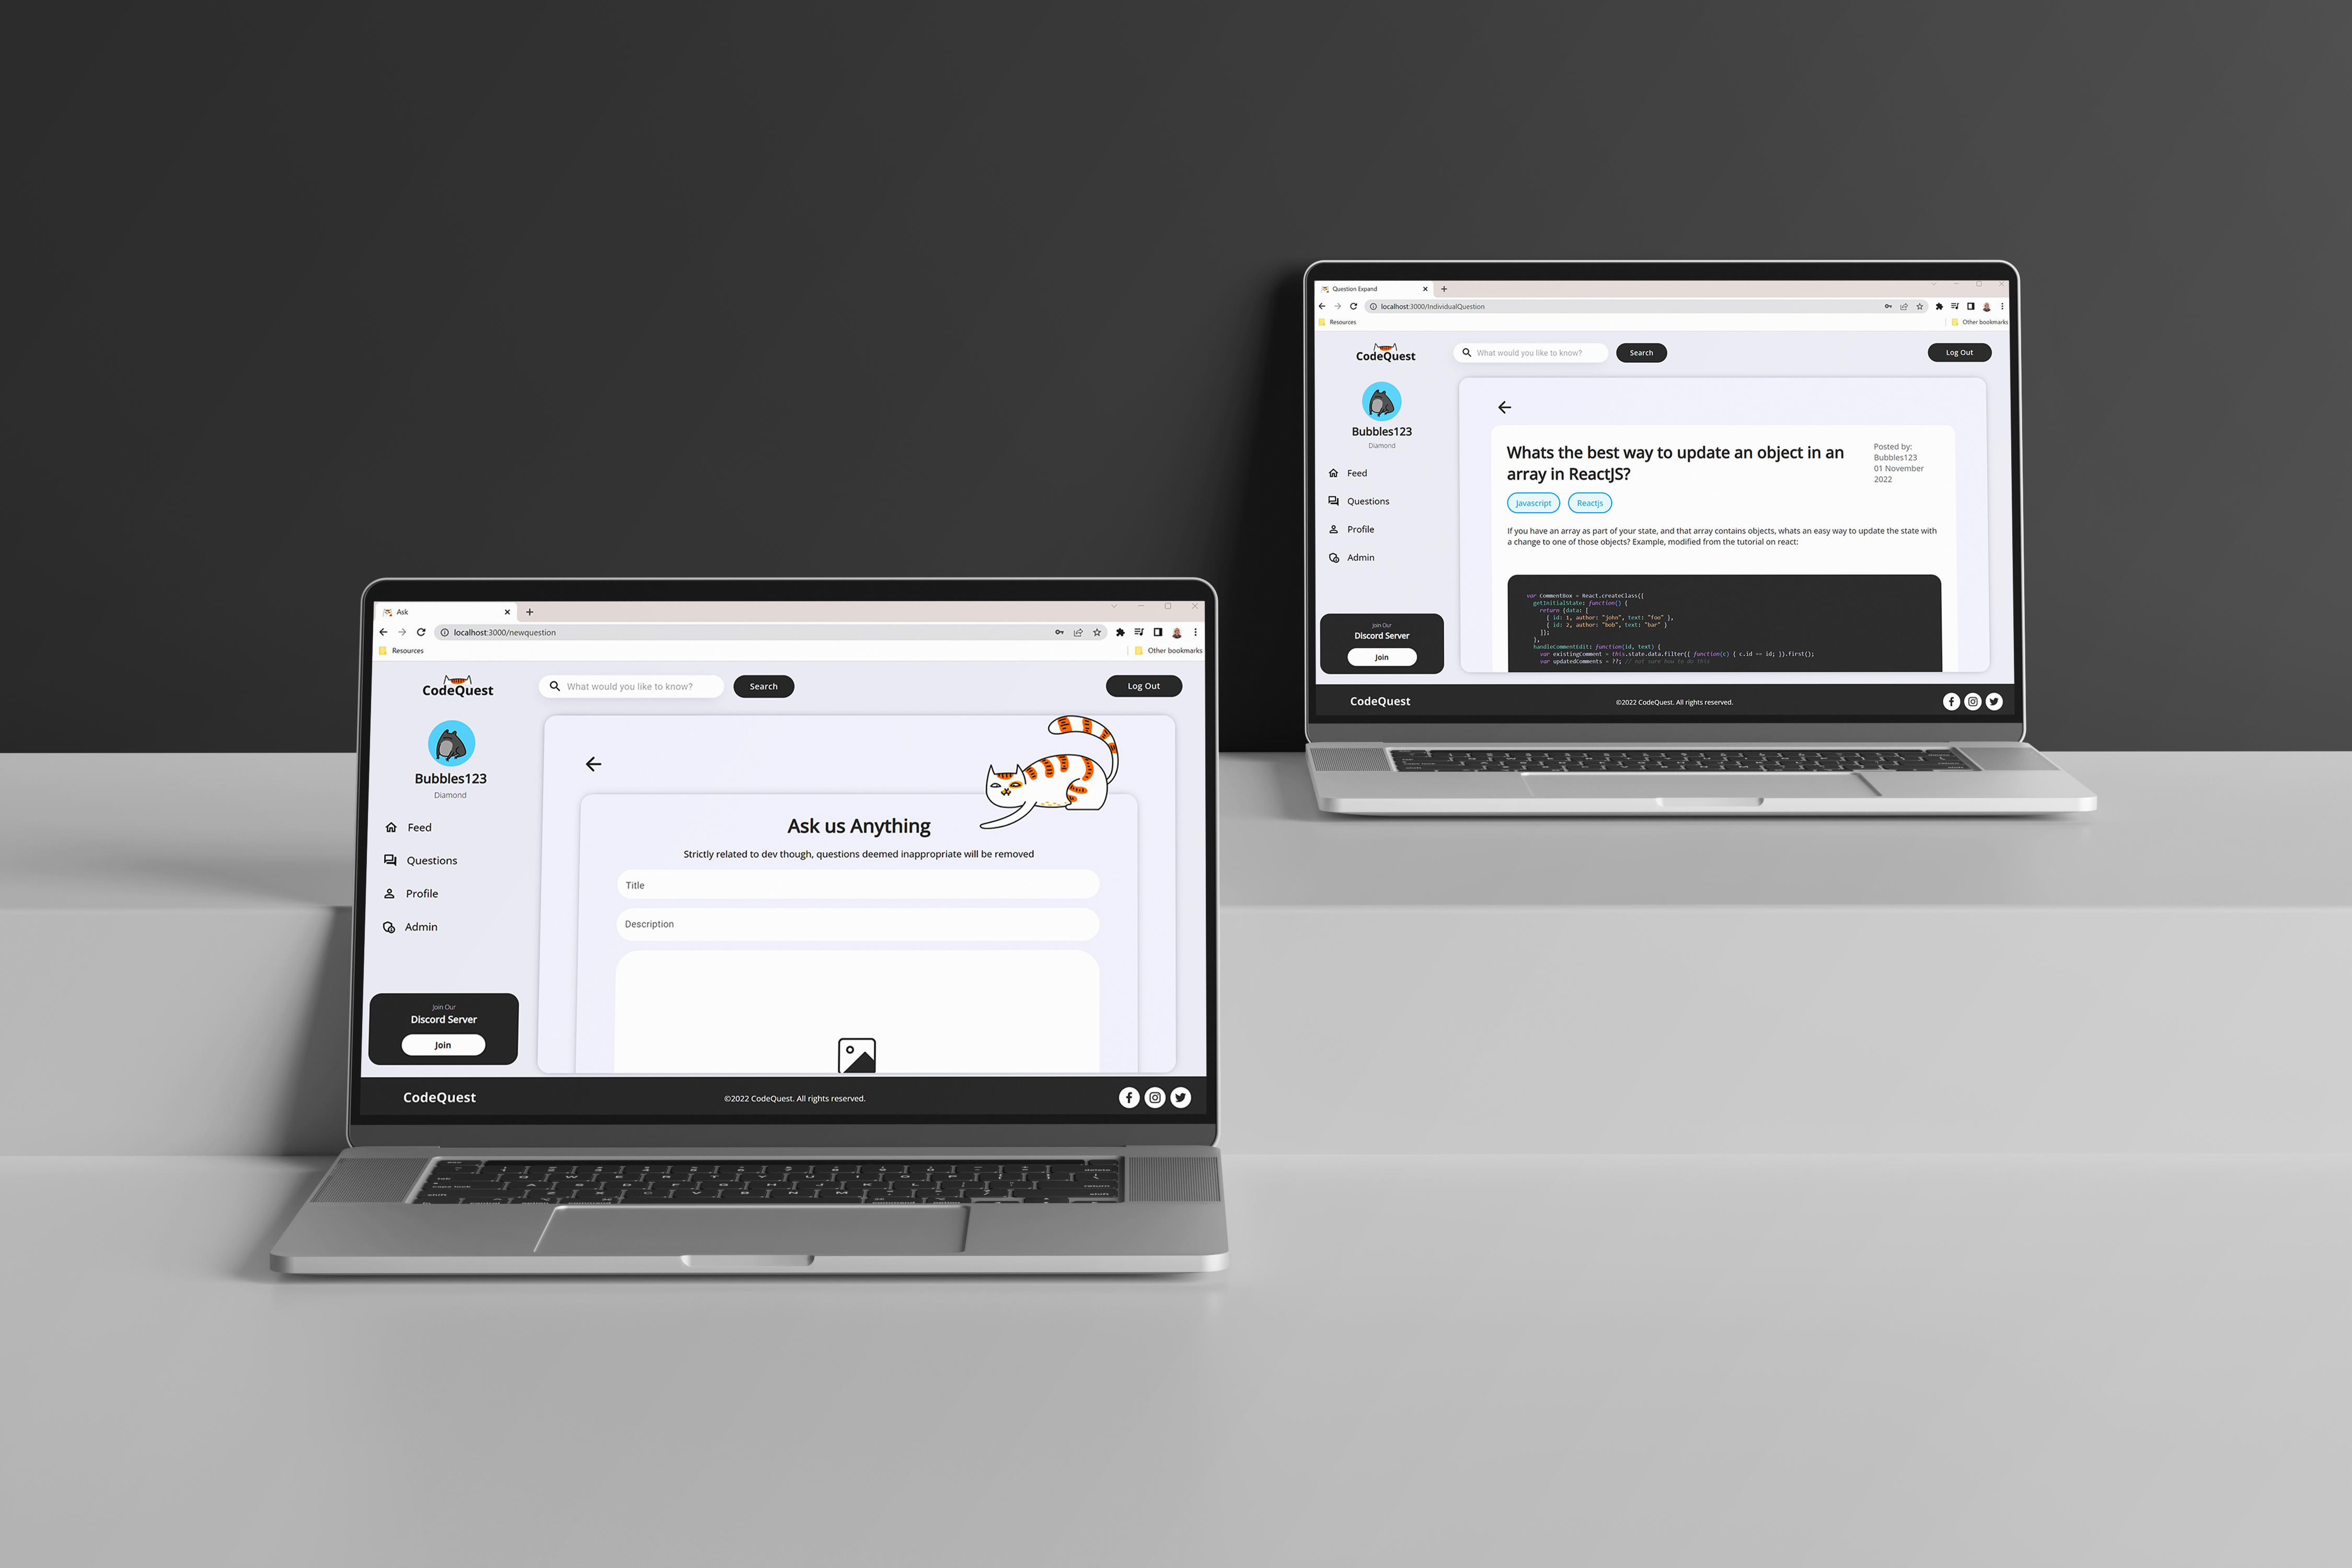 Ask
localhost:3000/newquestion
Resources
Other bookmarks
CodeQuest
What would you like to know?
Search
Log Out
Bubbles123
Diamond
Feed
Questions
Profile
Admin
Join Our
Discord Server
Join
Ask us Anything
Strictly related to dev though, questions deemed inappropriate will be removed
Title
Description
CodeQuest
©2022 CodeQuest. All rights reserved.
Question Expand
localhost:3000/IndividualQuestion
Resources
Other bookmarks
CodeQuest
What would you like to know?
Search
Log Out
Bubbles123
Diamond
Feed
Questions
Profile
Admin
Join Our
Discord Server
Join
Whats the best way to update an object in an
array in ReactJS?
Posted by:
Bubbles123
01 November
2022
Javascript
Reactjs
If you have an array as part of your state, and that array contains objects, whats an easy way to update the state with
a change to one of those objects? Example, modified from the tutorial on react:
var CommentBox = React.createClass({
getInitialState: function() {
return {data: [
{ id: 1, author: "john", text: "foo" },
{ id: 2, author: "bob", text: "bar" }
]};
},
handleCommentEdit: function(id, text) {
var existingComment = this.state.data.filter({ function(c) { c.id == id; }).first();
var updatedComments = ??; // not sure how to do this
CodeQuest
©2022 CodeQuest. All rights reserved.